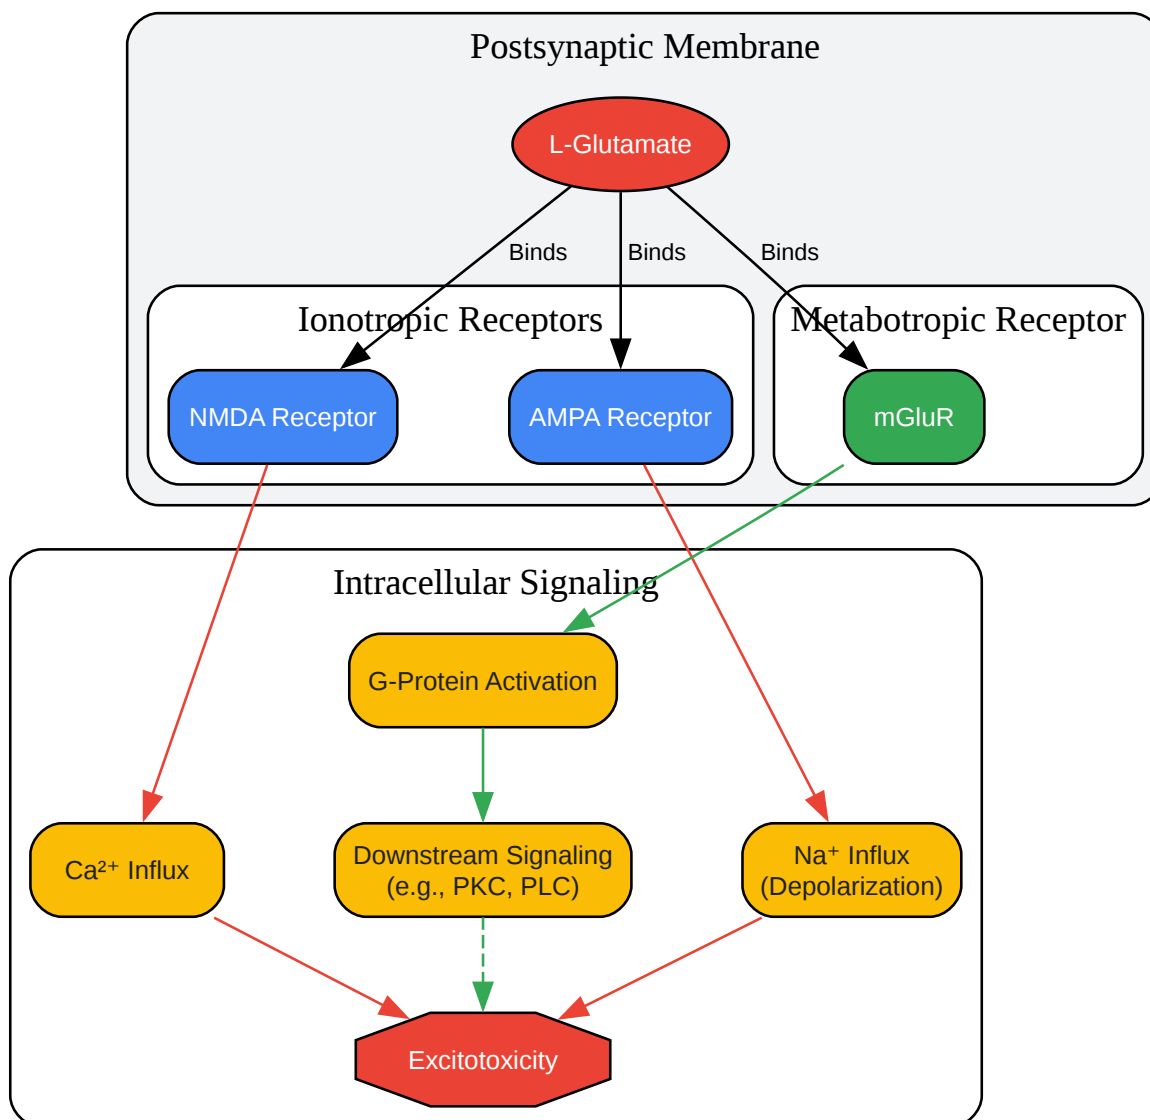 Postsynaptic Membrane
L-Glutamate
Binds
Binds
Binds
Ionotropic Receptors
Metabotropic Receptor
NMDA Receptor
AMPA Receptor
mGluR
Intracellular Signaling
G-Protein Activation
Ca²⁺ Influx
Downstream Signaling
(e.g., PKC, PLC)
Na⁺ Influx
(Depolarization)
Excitotoxicity